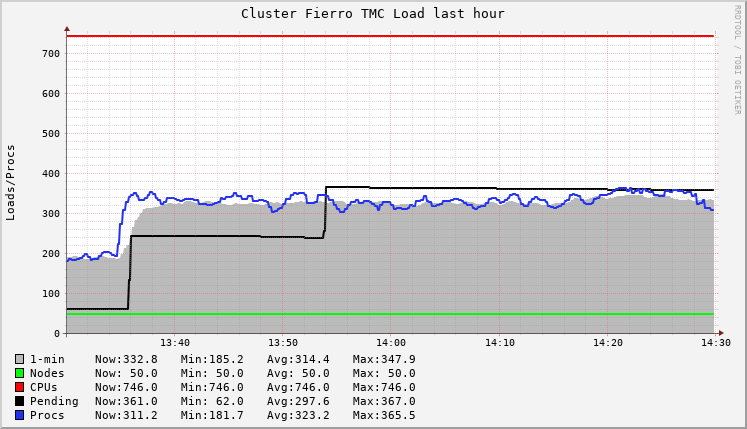 Cluster Fierro TMC Load last hour
RRDTOOL / TOBI OETIKER
Loads/Procs
700
600
500
400
300
200
100
0
13:40 13:50 14:00 14:10 14:20 14:30
1-min Now:332.8 Min:185.2 Avg:314.4 Max:347.9
Nodes Now: 50.0 Min: 50.0 Avg: 50.0 Max: 50.0
CPUs Now:746.0 Min:746.0 Avg:746.0 Max:746.0
Pending Now:361.0 Min: 62.0 Avg:297.6 Max:367.0
Procs Now:311.2 Min:181.7 Avg:323.2 Max:365.5